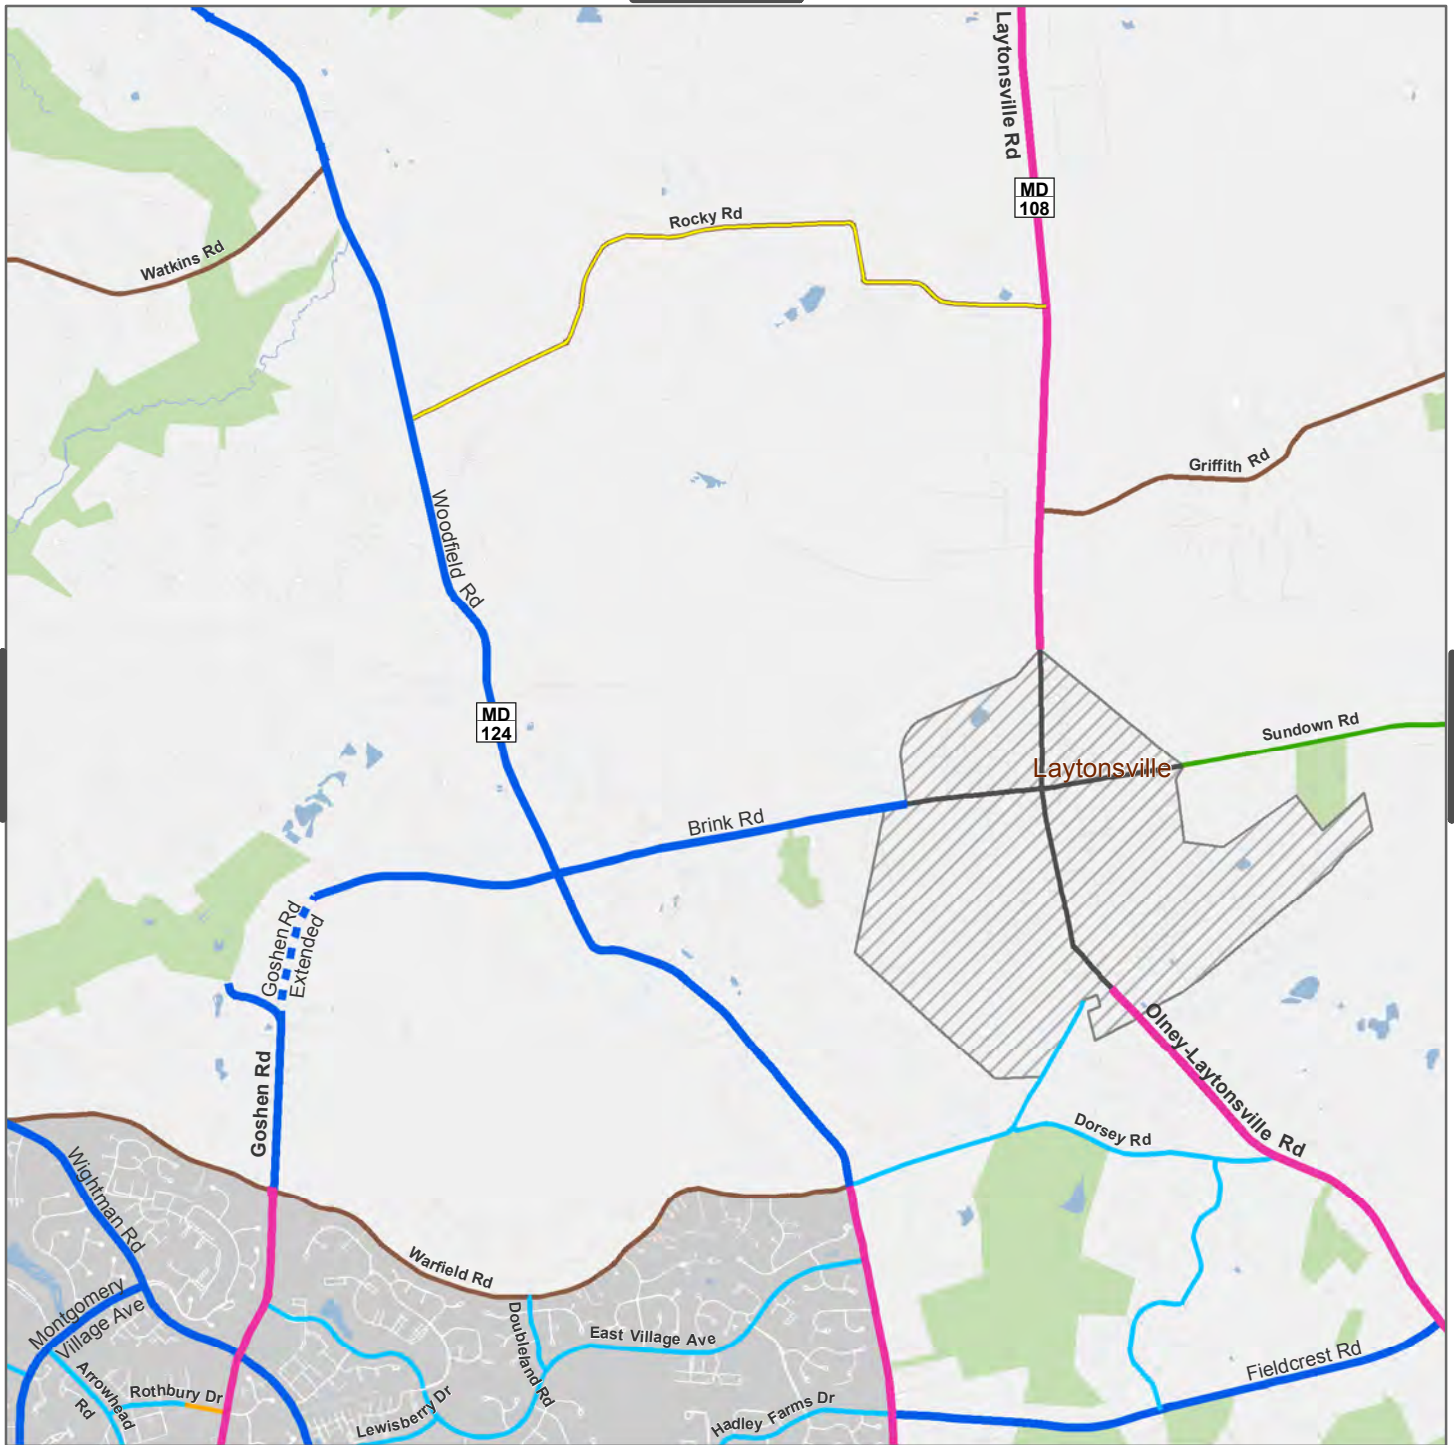 Laytonsville Rd
MD
108
Rocky Rd
Watkins Rd
Griffith Rd
Woodfield Rd
MD
124
Sundown Rd
Laytonsville
Brink Rd
Goshen Rd
Extended
Olney-Laytonsville Rd
Goshen Rd
Dorsey Rd
Wightman Rd
Warfield Rd
Montgomery
Village Ave
Doubleland Rd
East Village Ave
Fieldcrest Rd
Arrowhead
Rd
Rothbury Dr
Lewisberry Dr
Hadley Farms Dr